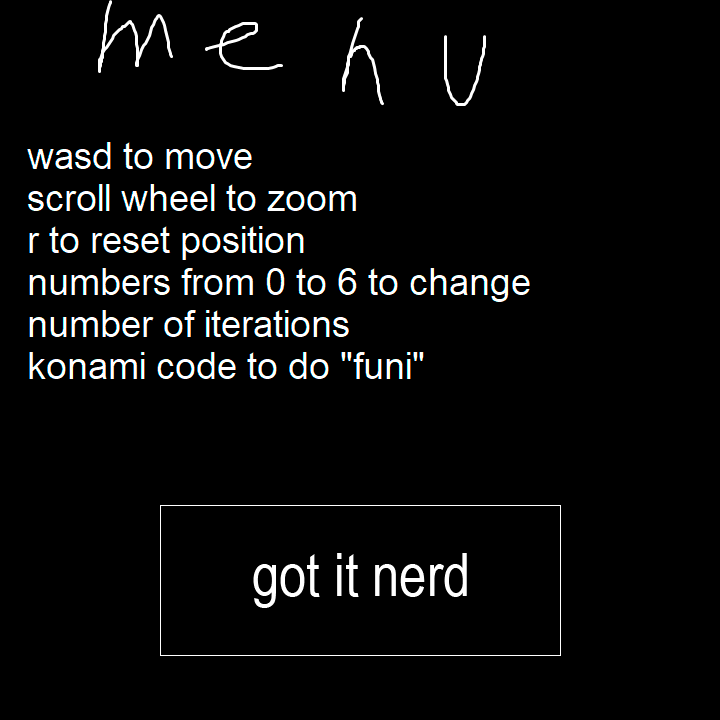 menu
wasd to move
scroll wheel to zoom
r to reset position
numbers from 0 to 6 to change
number of iterations
konami code to do "funi"
got it nerd